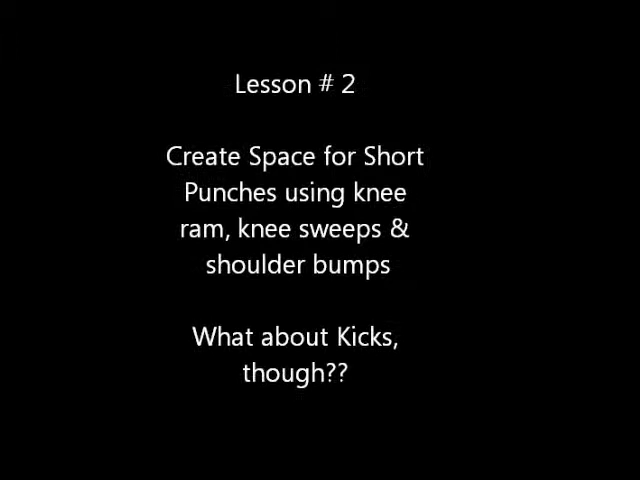 Lesson # 2
Create Space for Short
Punches using knee
ram, knee sweeps &
shoulder bumps
What about Kicks,
though??